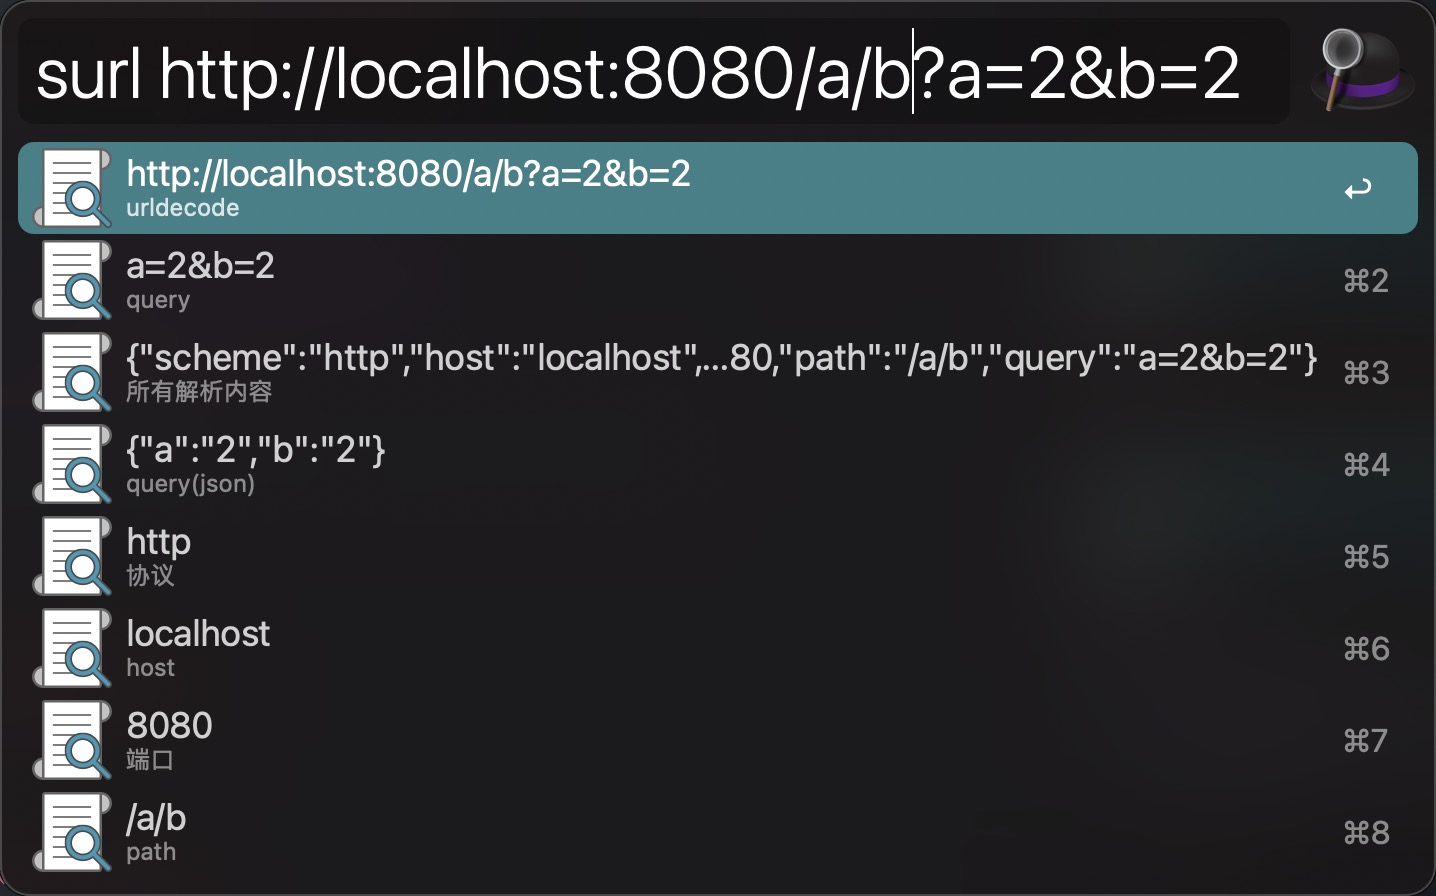 surl http://localhost:8080/a/b?a=2&b=2
http://localhost:8080/a/b?a=2&b=2
urldecode
a=2&b=2
query
⌘2
{"scheme":"http","host":"localhost",...80,"path":"/a/b","query":"a=2&b=2"}
所有解析内容
⌘3
{"a":"2","b":"2"}
query(json)
⌘4
http
协议
⌘5
localhost
host
⌘6
8080
端口
⌘7
/a/b
path
⌘8